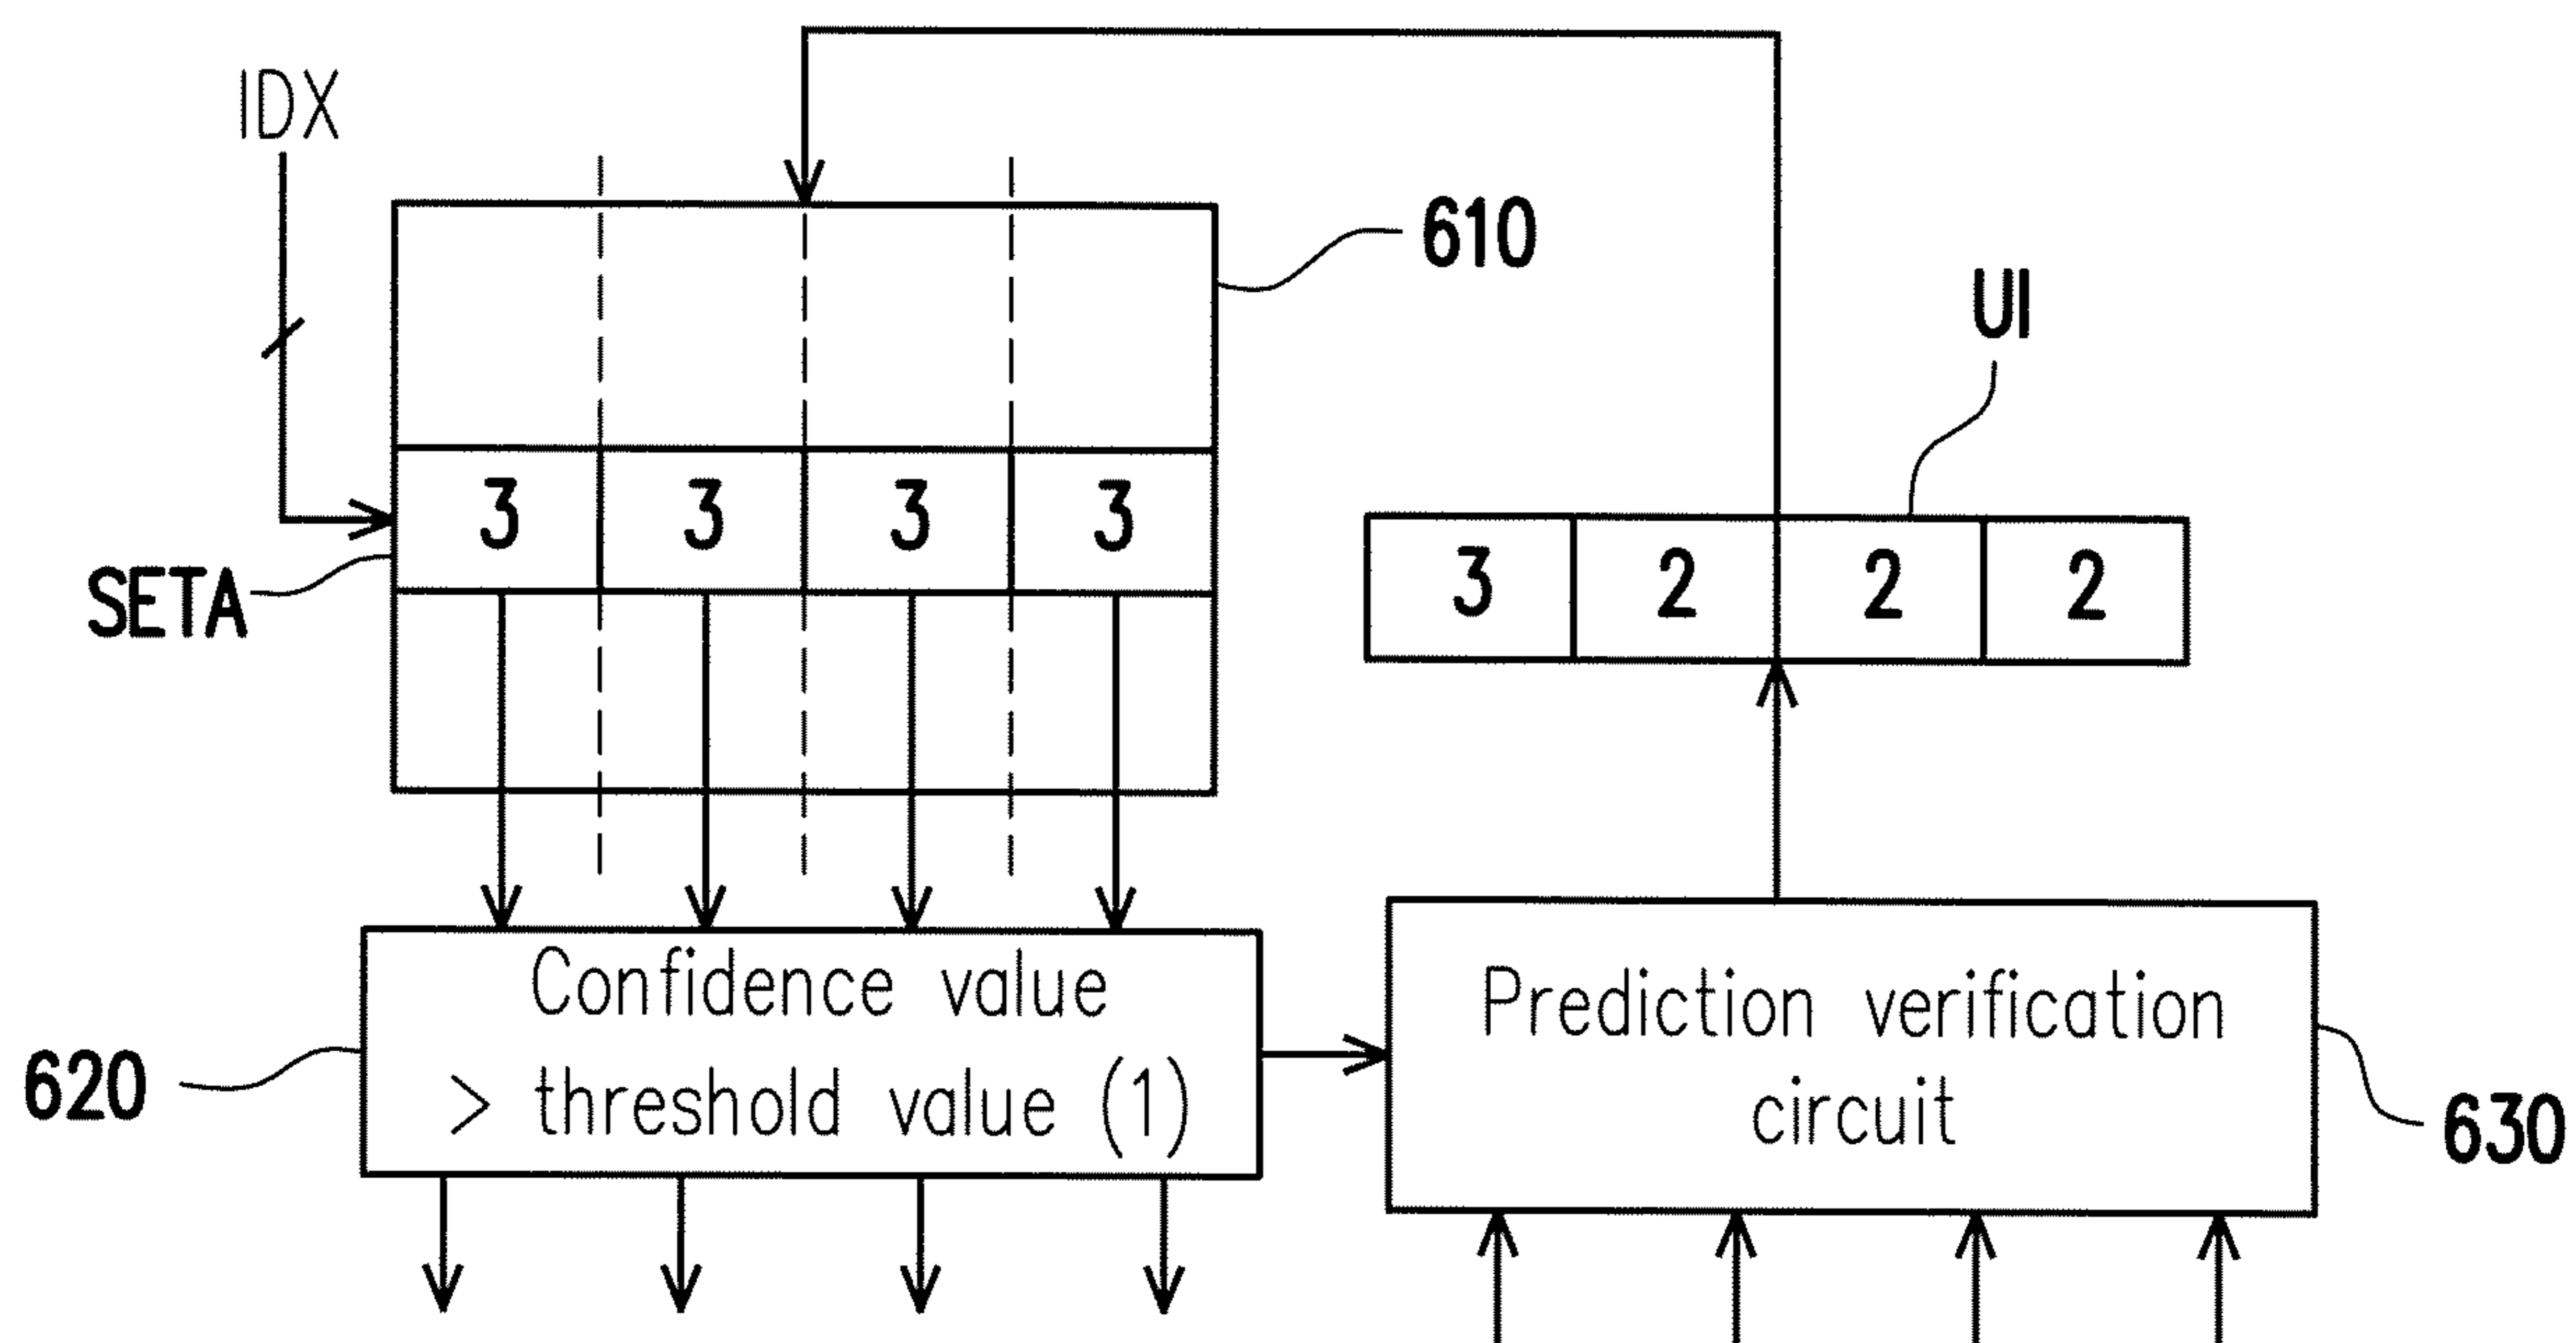 IDX
610
UI
3 3 3 3
SETA
3 2 2 2
Confidence value
> threshold value (1)
620
Prediction verification
circuit
630